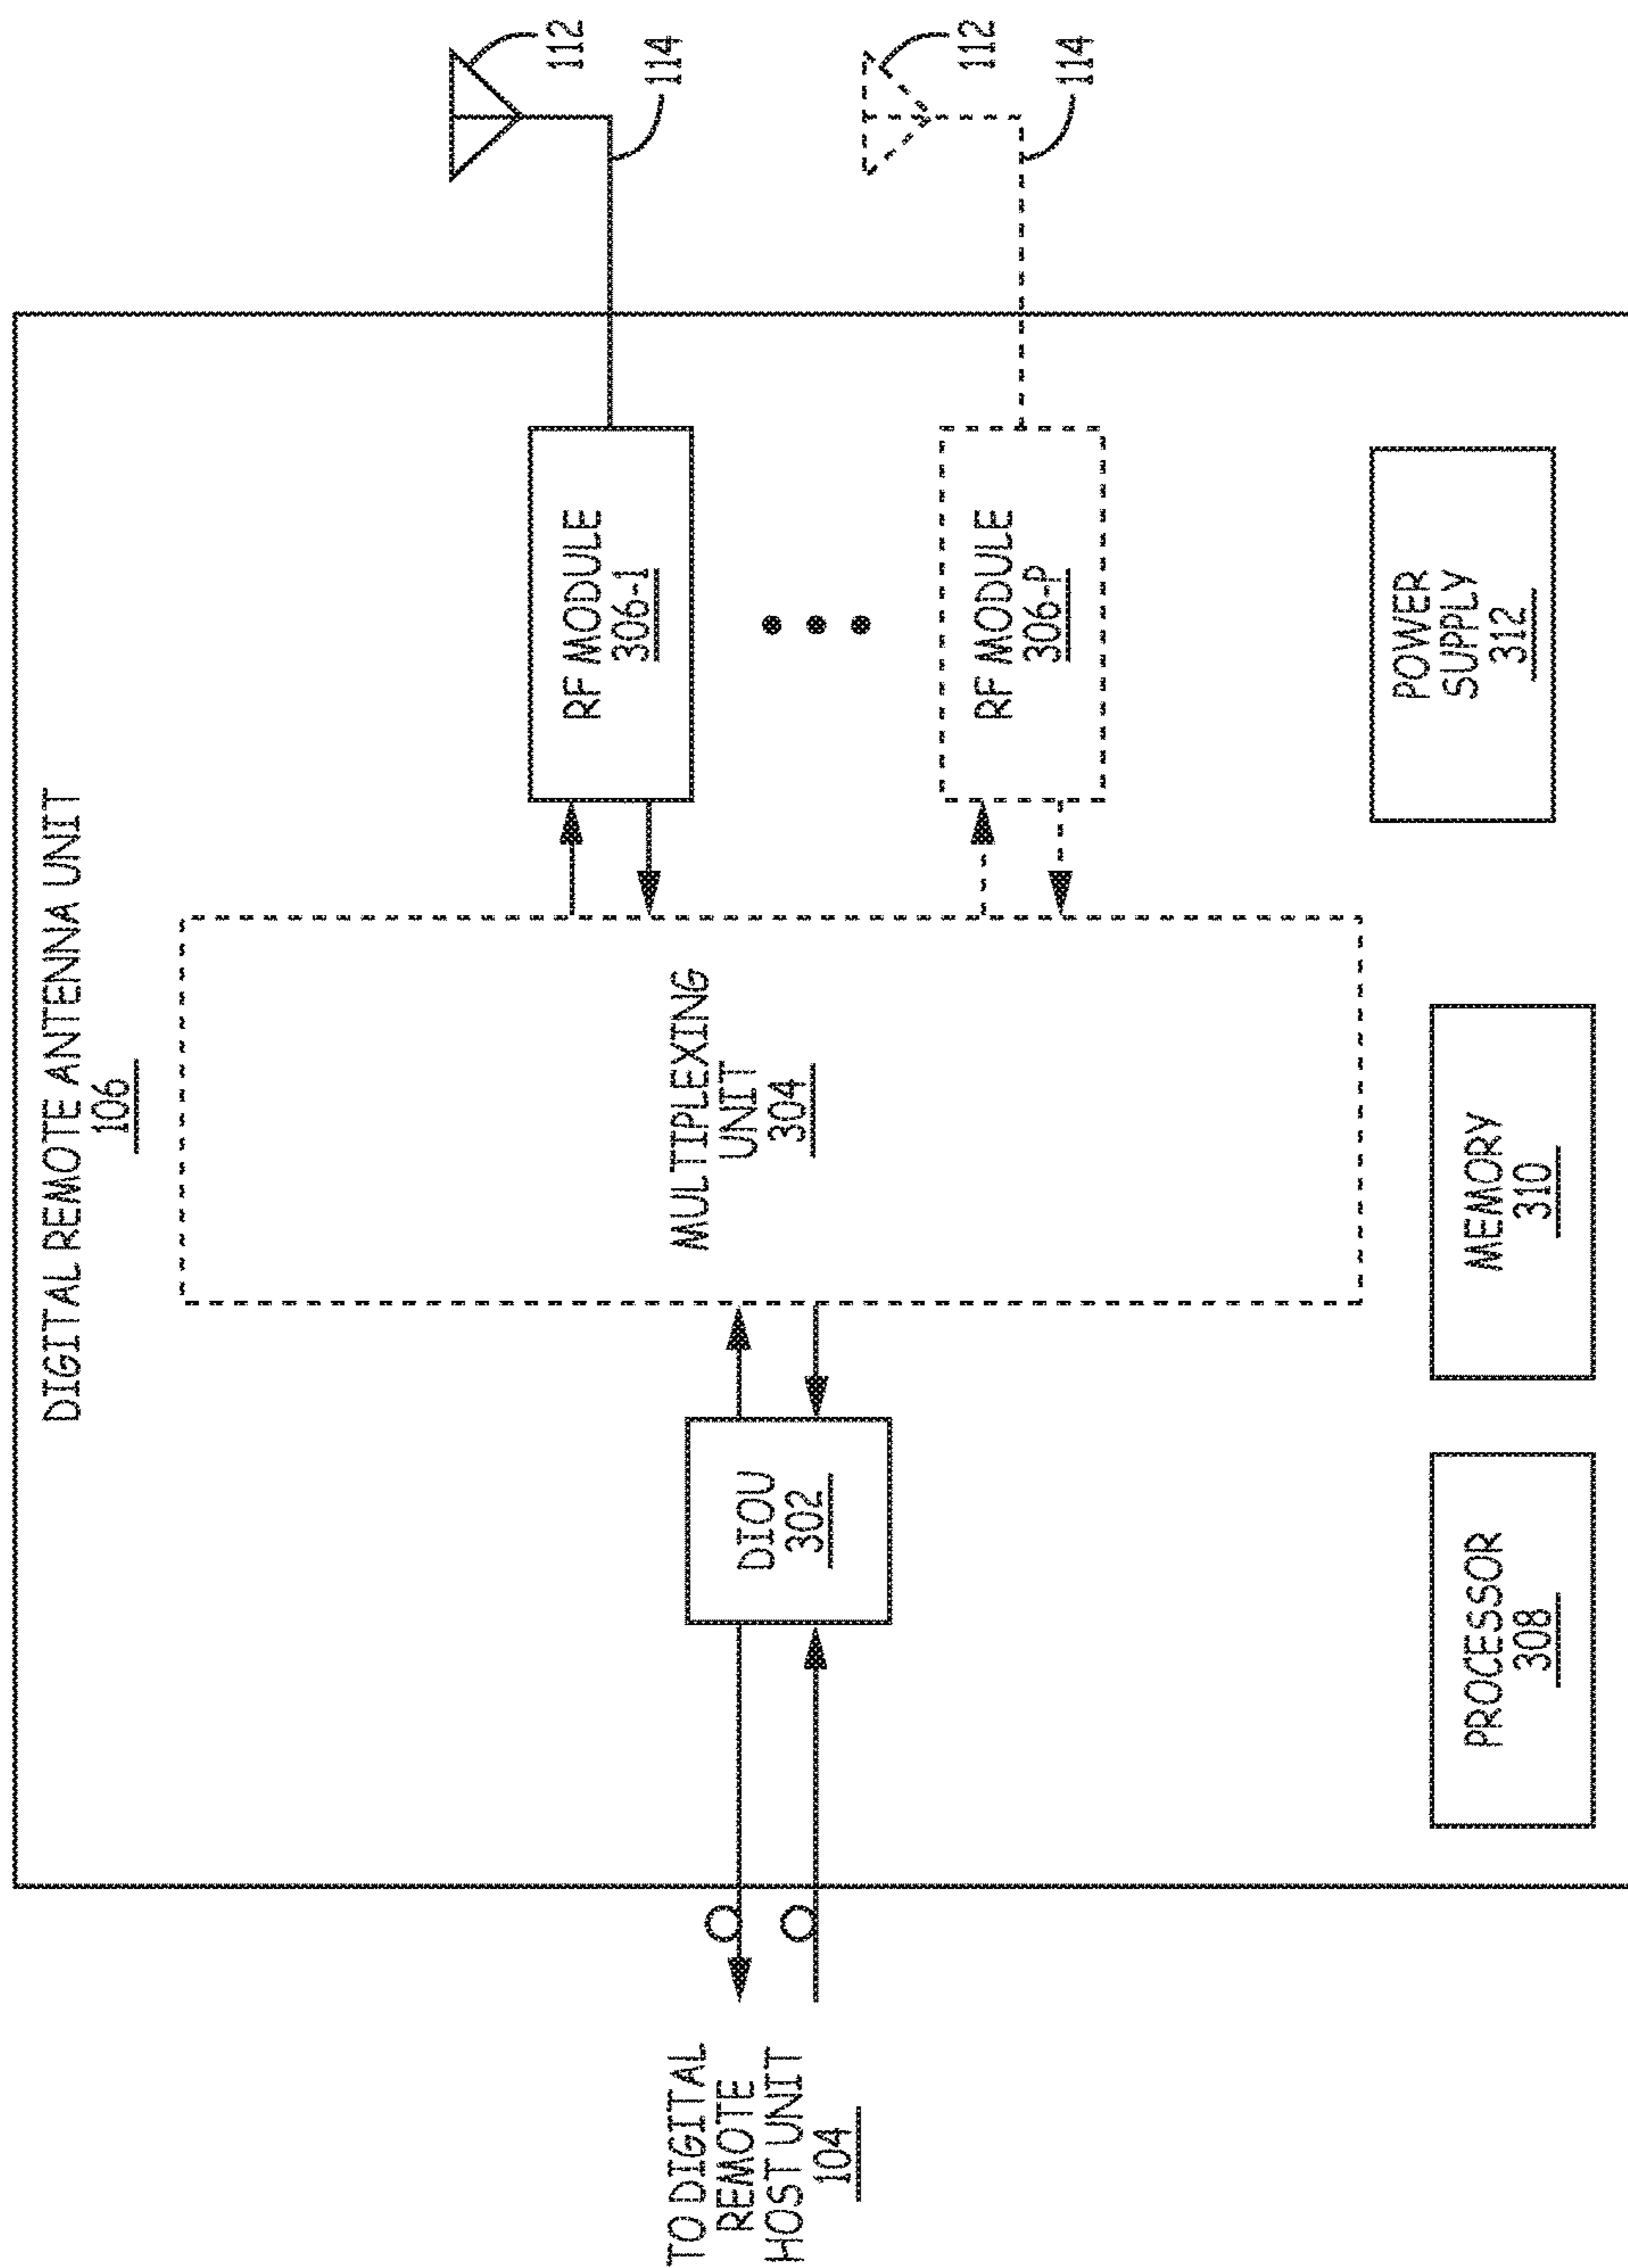 DIGITAL REMOTE ANTENNA UNIT
106
TO DIGITAL
REMOTE
HOST UNIT
104
DIOU
302
MULTIPLEXING
UNIT
304
RF MODULE
306-1
RF MODULE
306-P
112
114
112
114
PROCESSOR
308
MEMORY
310
POWER
SUPPLY
312